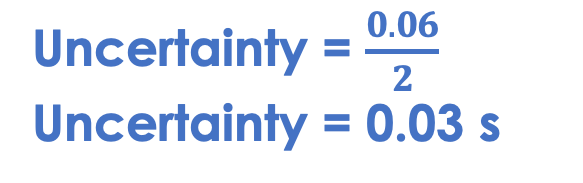 Uncertainty = 0.06/2
Uncertainty = 0.03 s